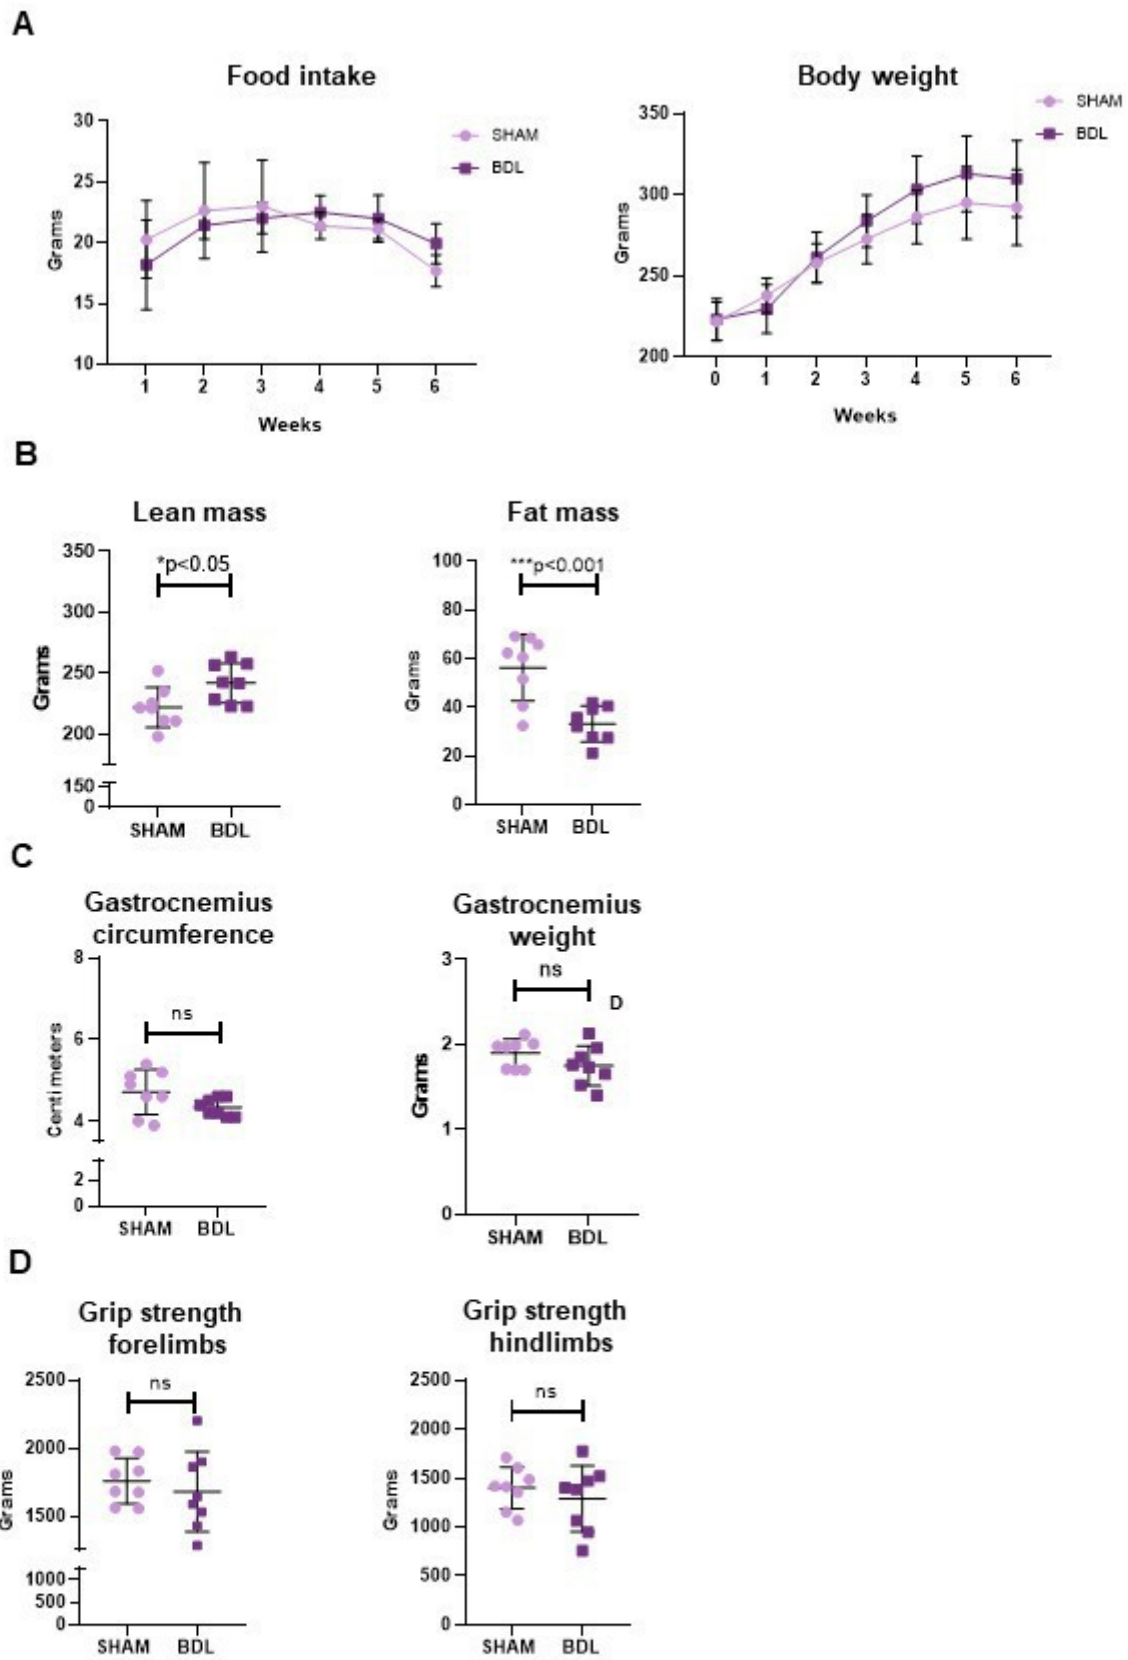 A
Food intake
Body weight
30
25
20
15
10
Grams
1 2 3 4 5 6
Weeks
SHAM
BDL
350
300
250
200
Grams
0 1 2 3 4 5 6
Weeks
SHAM
BDL
B
Lean mass
Fat mass
*p<0.05
350
300
250
200
150
0
Grams
SHAM BDL
***p<0.001
100
80
60
40
20
0
Grams
SHAM BDL
C
Gastrocnemius
circumference
8
6
4
2
0
Centimeters
ns
SHAM BDL
Gastrocnemius
weight
3
2
1
0
Grams
ns
D
SHAM BDL
D
Grip strength
forelimbs
2500
2000
1500
1000
500
0
Grams
ns
SHAM BDL
Grip strength
hindlimbs
2500
2000
1500
1000
500
0
Grams
ns
SHAM BDL